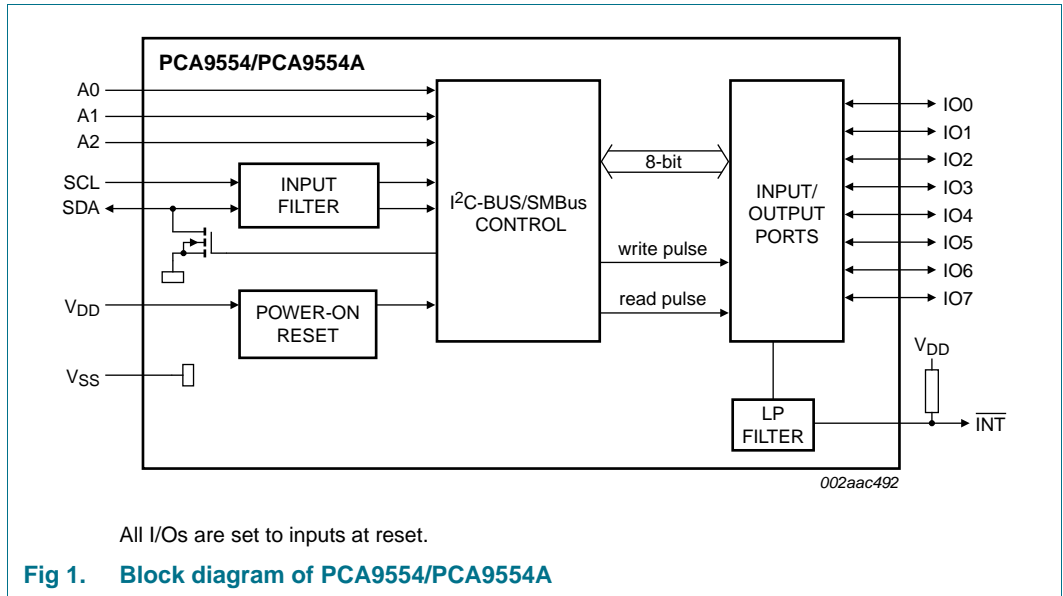 PCA9554/PCA9554A
A0
A1
A2
SCL
SDA
VDD
VSS
INPUT
FILTER
POWER-ON
RESET
I2C-BUS/SMBus
CONTROL
8-bit
write pulse
read pulse
INPUT/
OUTPUT
PORTS
IO0
IO1
IO2
IO3
IO4
IO5
IO6
IO7
VDD
LP
FILTER
INT
002aac492
All I/Os are set to inputs at reset.
Fig 1. Block diagram of PCA9554/PCA9554A